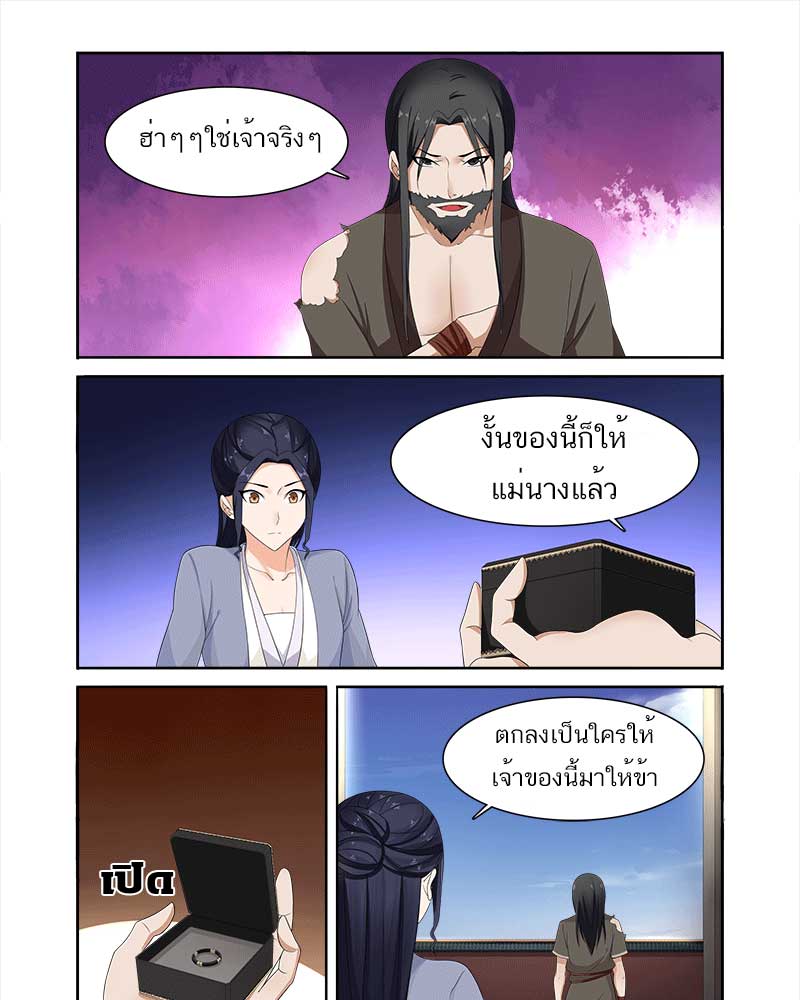 ฮ่าๆๆใช่เจ้าจริงๆ
งั้นของนี้ก็ให้
แม่นางแล้ว
เปิด
ตกลงเป็นใครให้
เจ้าของนี้มาให้ข้า